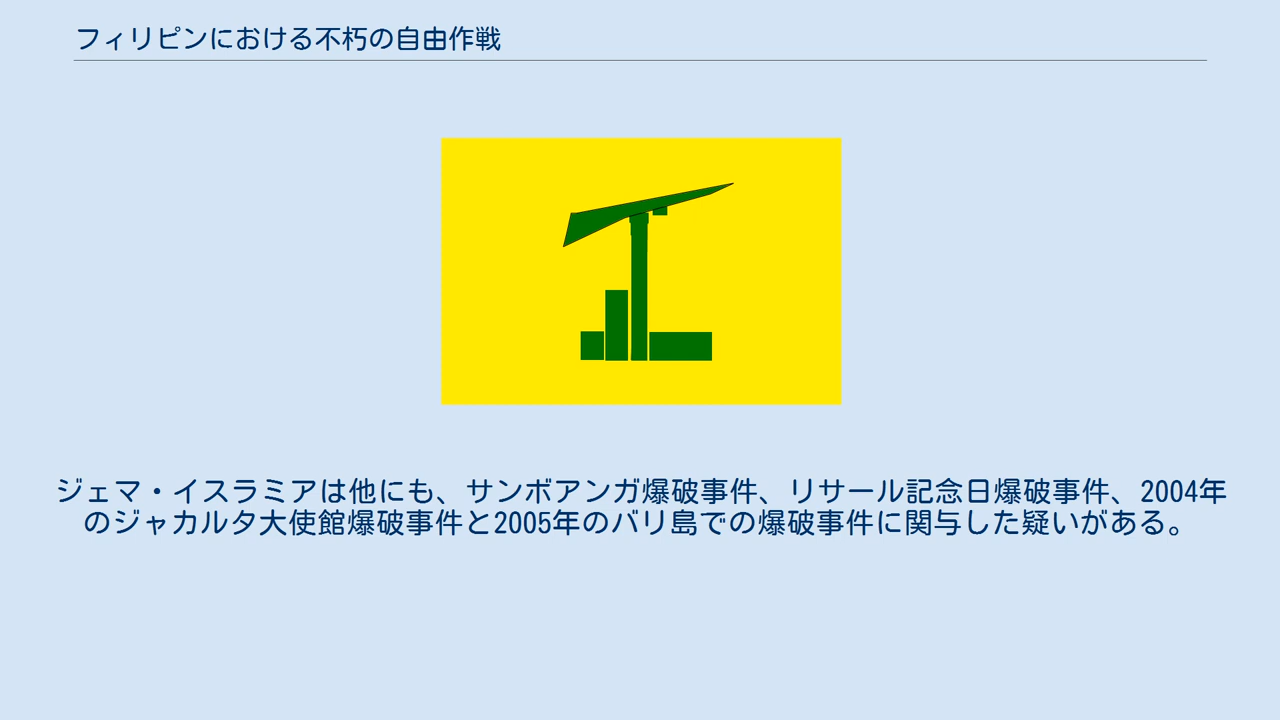 フィリピンにおける不朽の自由作戦
ジェマ・イスラミアは他にも、サンボアンガ爆破事件、リサール記念日爆破事件、2004年
のジャカルタ大使館爆破事件と2005年のバリ島での爆破事件に関与した疑いがある。